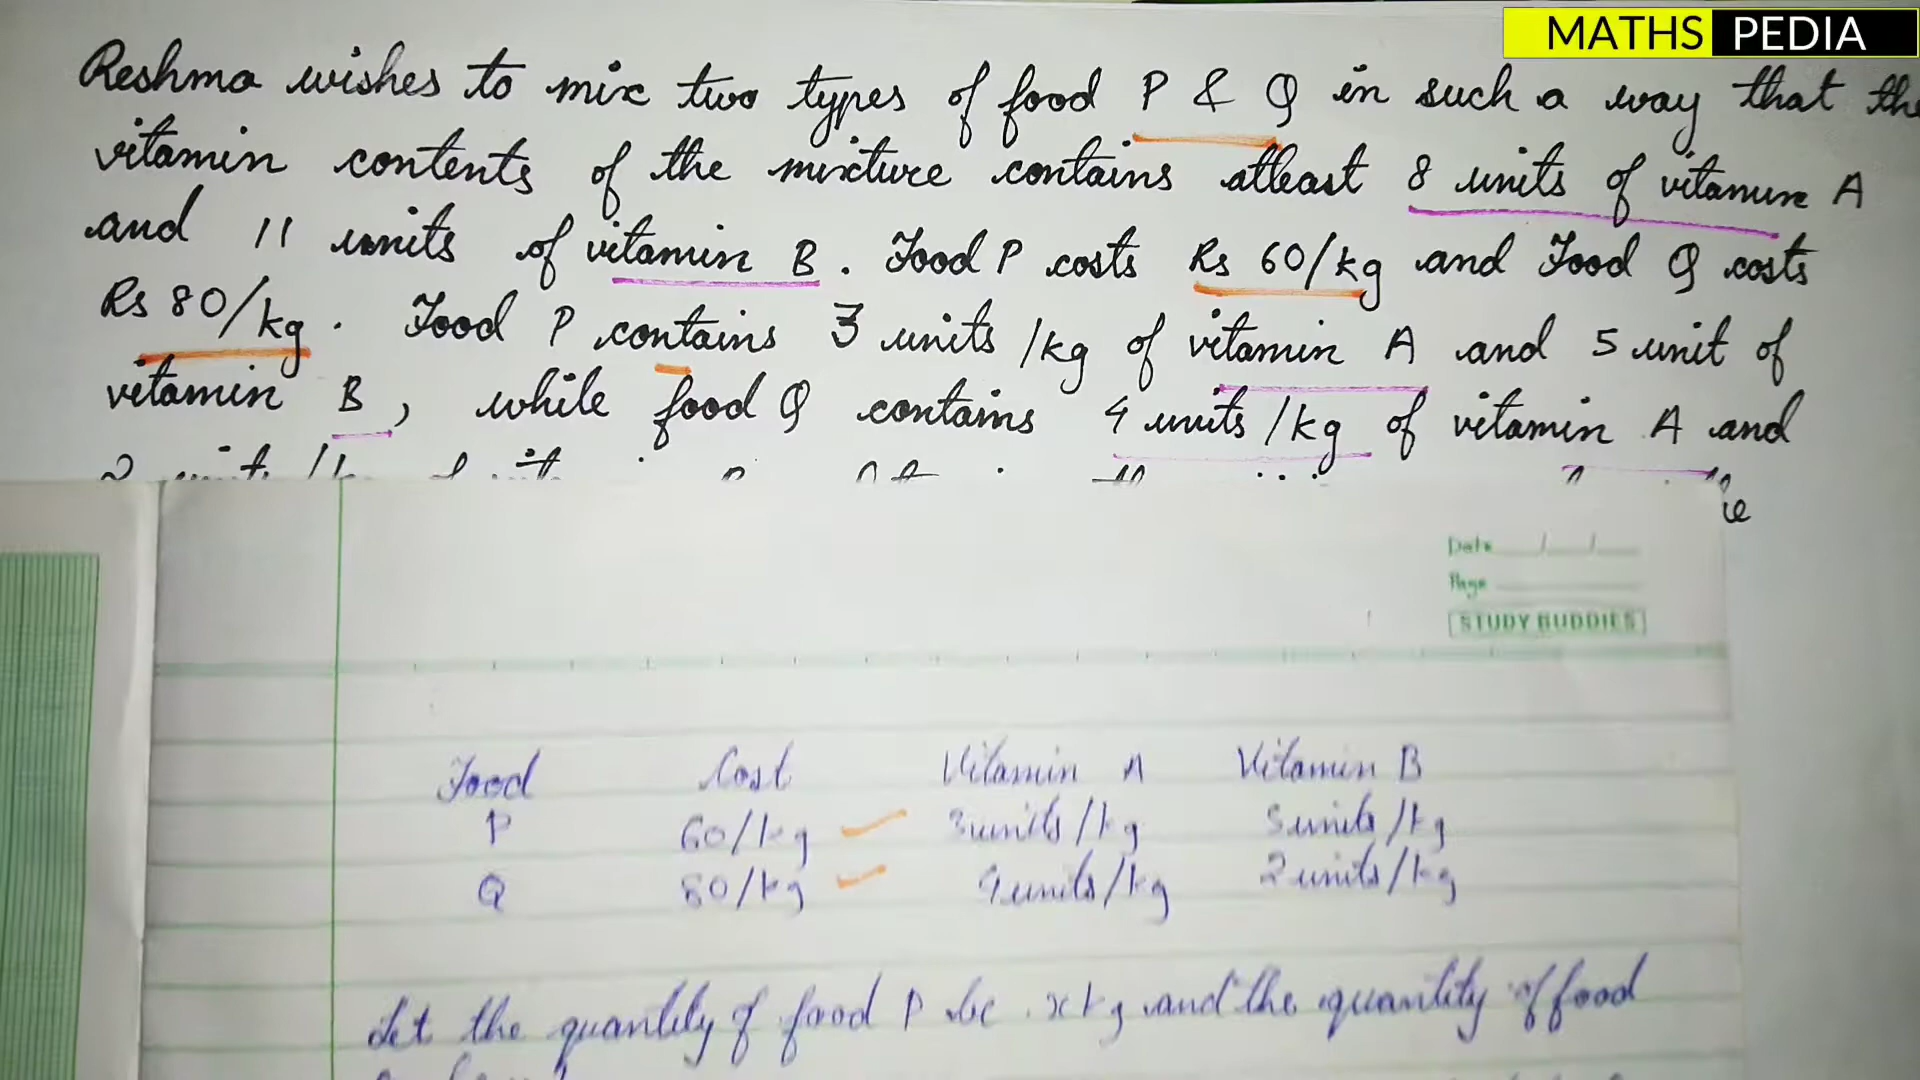 MATHS PEDIA
Reshma wishes to mix two types of food P & Q in such a way that the
vitamin contents of the mixture contains atleast 8 units of vitamin A
and 11 units of vitamin B. Food P costs Rs 60/kg and Food Q costs
Rs 80/kg. Food P contains 3 units /kg of vitamin A and 5 unit of
vitamin B, while food Q contains 4 units /kg of vitamin A and
Date
Page
STUDY BUDDIES
Food Cost Vitamin A Vitamin B
P 60/kg 3units/kg 5units/kg
Q 80/kg 4units/kg 2units/kg
Let the quantity of food P be x kg and the quantity of food